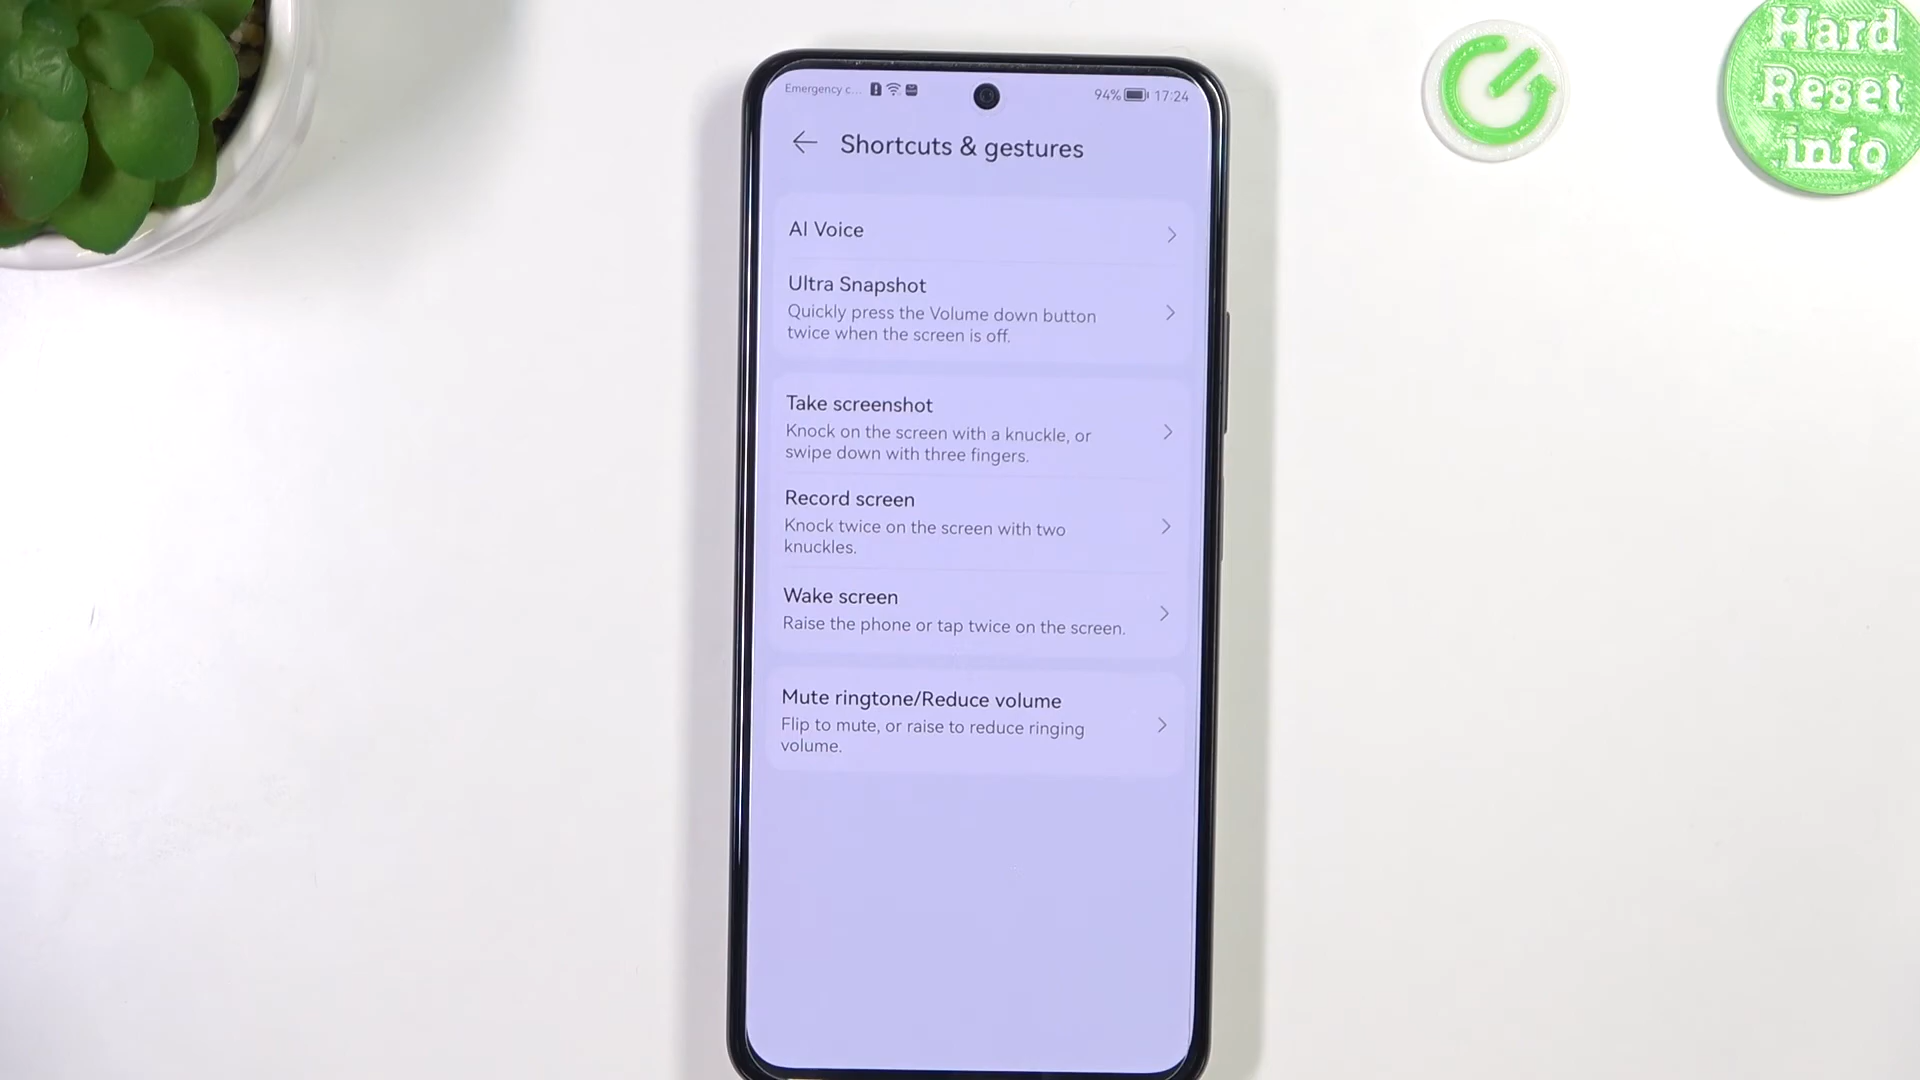 Emergency c...
94%
17:24
Shortcuts & gestures
AI Voice
Ultra Snapshot
Quickly press the Volume down button
twice when the screen is off.
Take screenshot
Knock on the screen with a knuckle, or
swipe down with three fingers.
Record screen
Knock twice on the screen with two
knuckles.
Wake screen
Raise the phone or tap twice on the screen.
Mute ringtone/Reduce volume
Flip to mute, or raise to reduce ringing
volume.
Hard
Reset
info